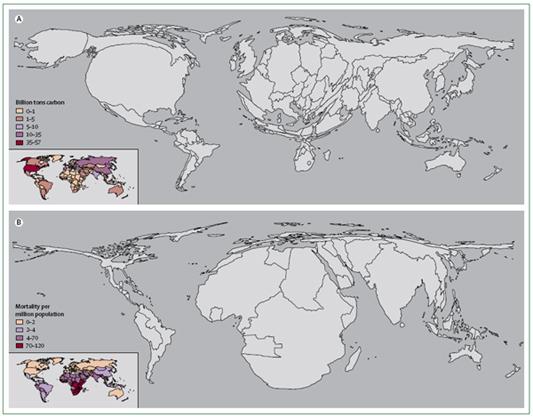 A
Billion tons carbon
0–1
1–5
5–10
10–35
35–57
B
Mortality per
million population
0–2
2–4
4–70
70–120